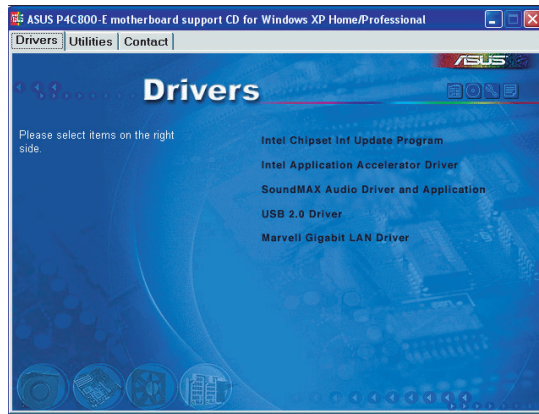 ASUS P4C800-E motherboard support CD for Windows XP Home/Professional
Drivers Utilities Contact
ASUS
Drivers
Please select items on the right
side.
Intel Chipset Inf Update Program
Intel Application Accelerator Driver
SoundMAX Audio Driver and Application
USB 2.0 Driver
Marvell Gigabit LAN Driver